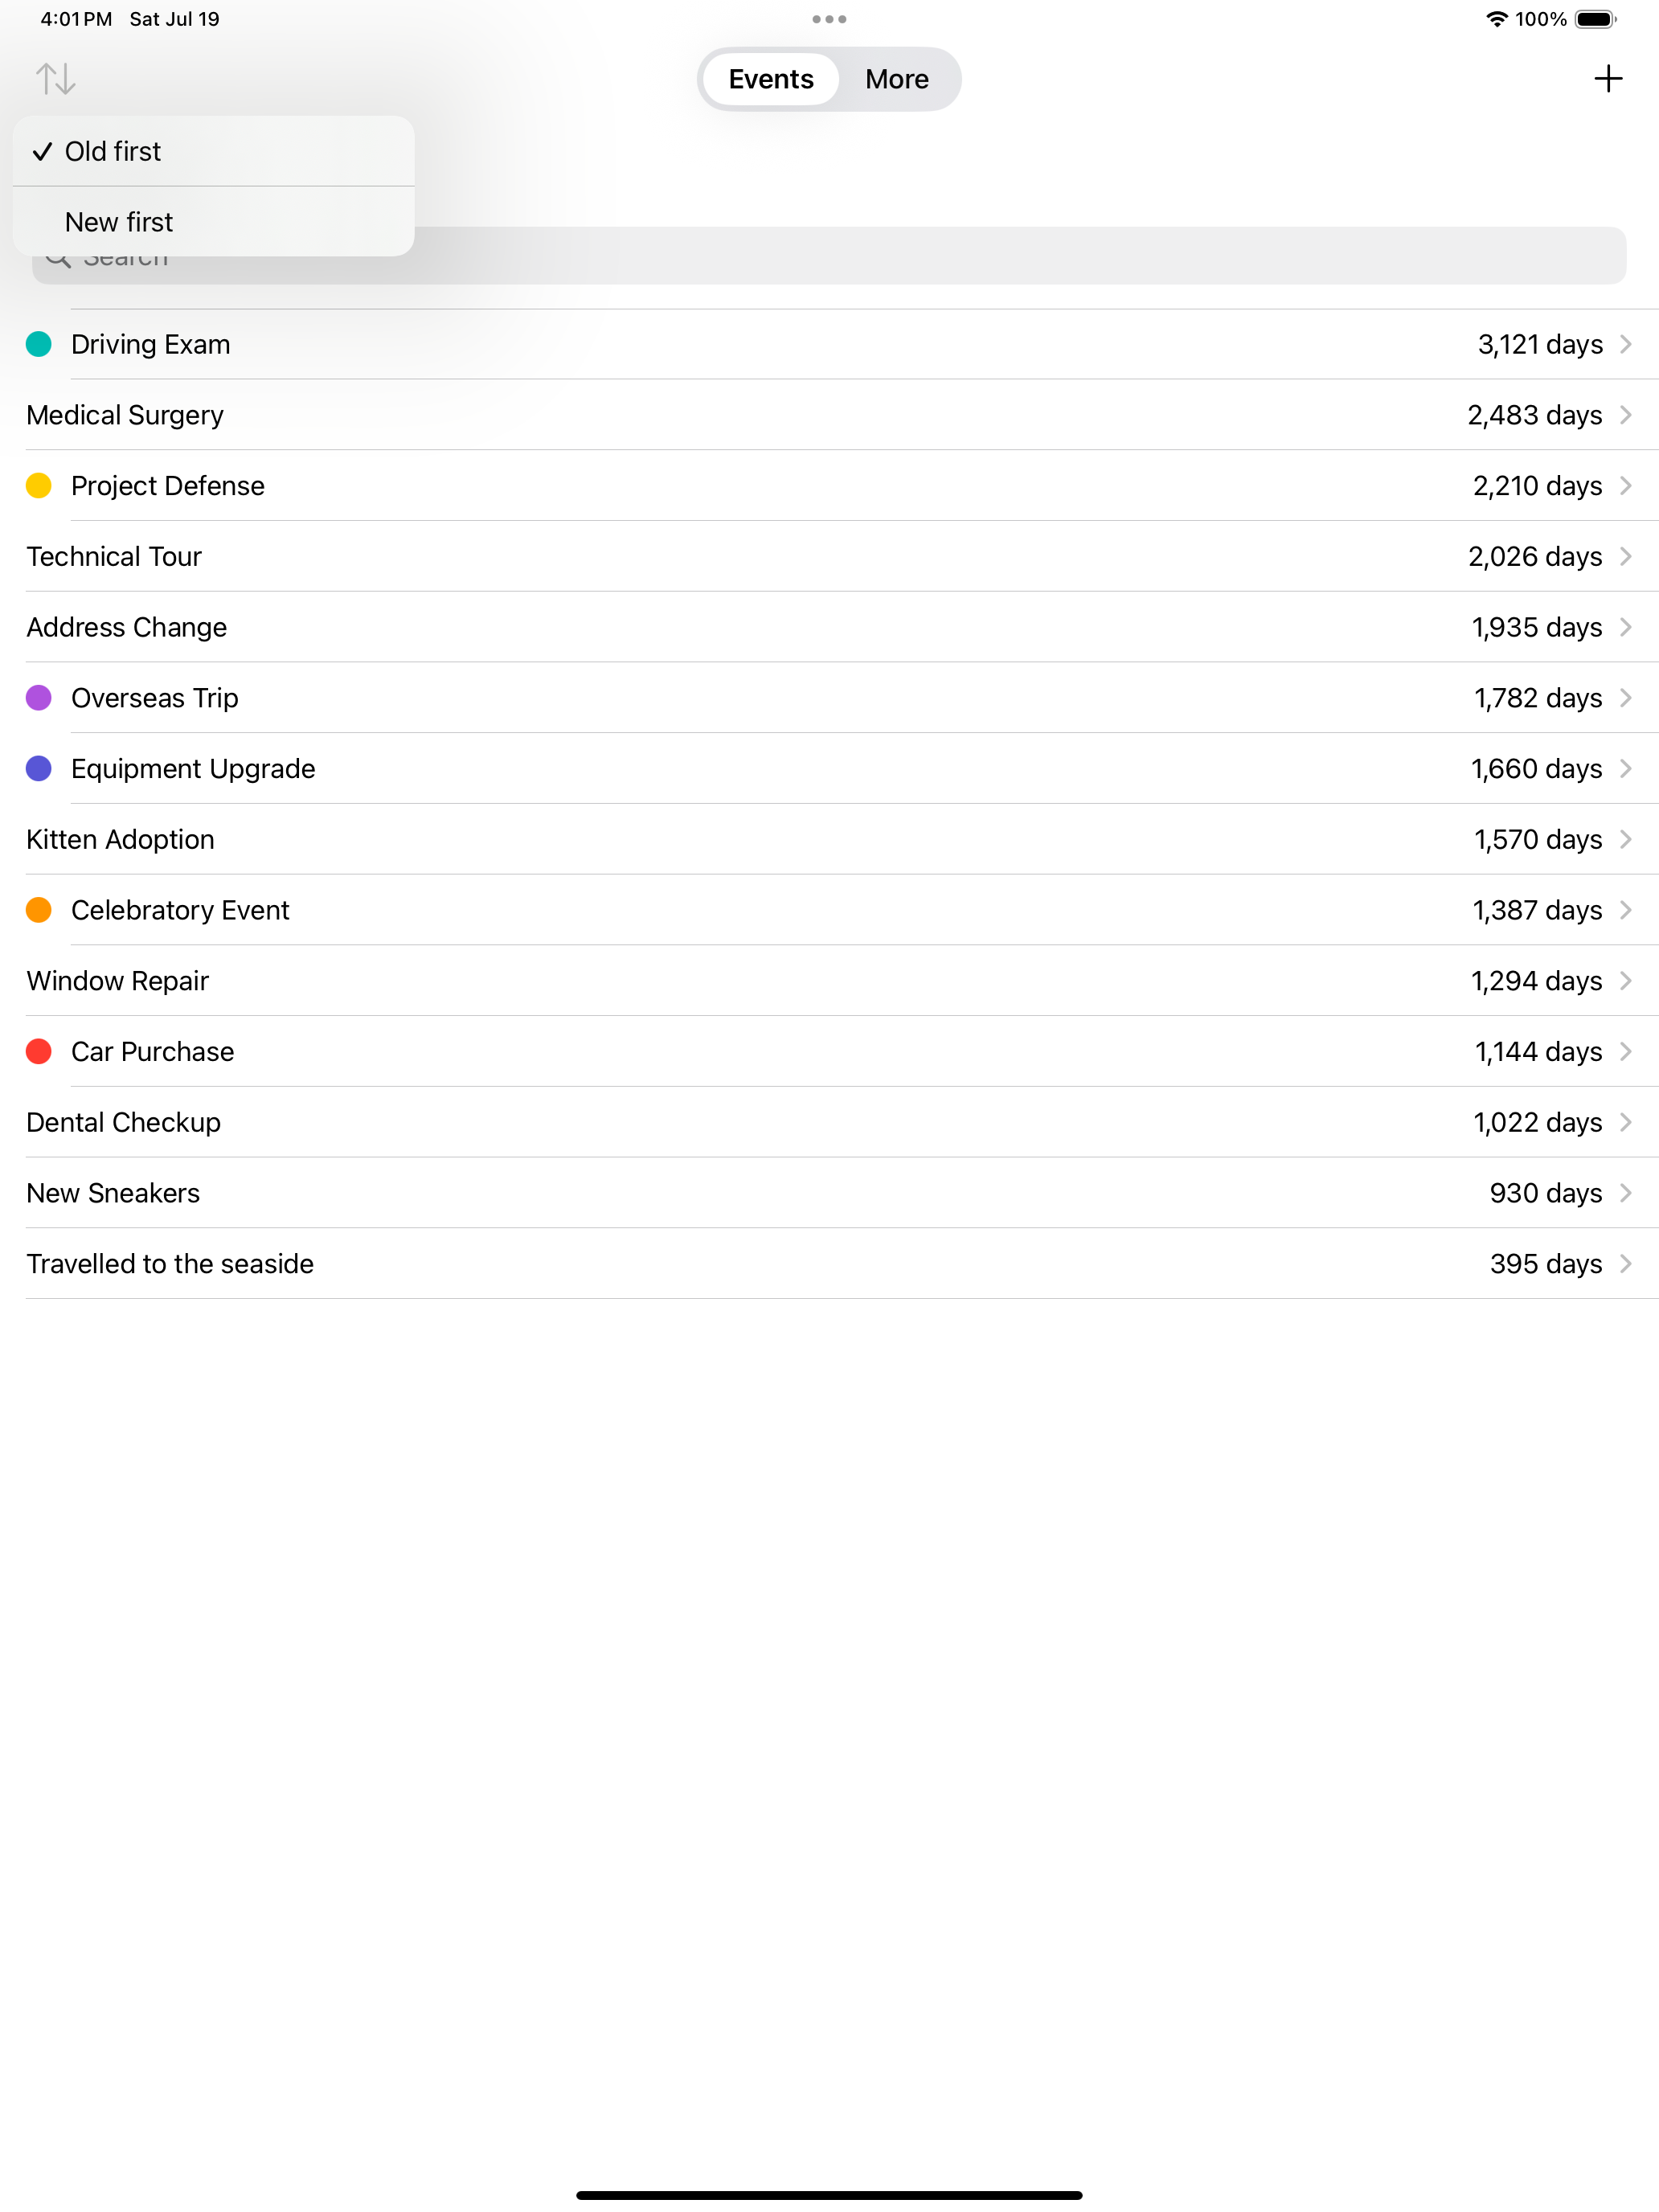 4:01 PM Sat Jul 19
100%
Events More
Old first
New first
Search
Driving Exam 3,121 days
Medical Surgery 2,483 days
Project Defense 2,210 days
Technical Tour 2,026 days
Address Change 1,935 days
Overseas Trip 1,782 days
Equipment Upgrade 1,660 days
Kitten Adoption 1,570 days
Celebratory Event 1,387 days
Window Repair 1,294 days
Car Purchase 1,144 days
Dental Checkup 1,022 days
New Sneakers 930 days
Travelled to the seaside 395 days